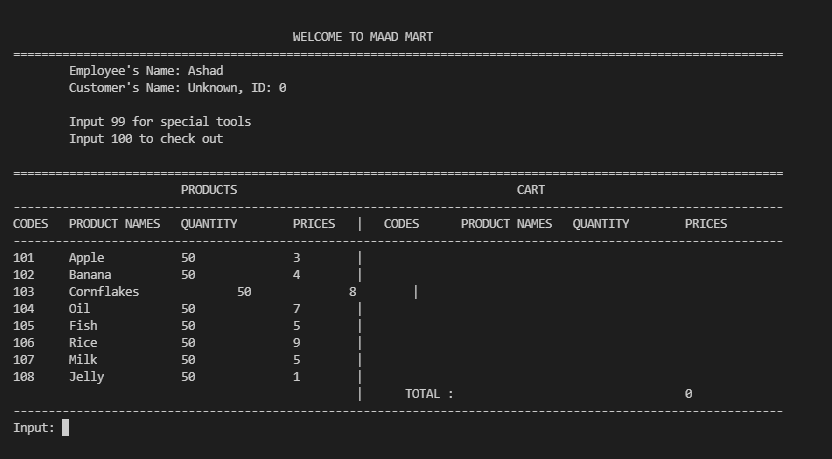 WELCOME TO MAAD MART
==============================================================================================================
Employee's Name: Ashad
Customer's Name: Unknown, ID: 0
Input 99 for special tools
Input 100 to check out
==============================================================================================================
PRODUCTS CART
--------------------------------------------------------------------------------------------------------------
CODES PRODUCT NAMES QUANTITY PRICES | CODES PRODUCT NAMES QUANTITY PRICES
--------------------------------------------------------------------------------------------------------------
101 Apple 50 3 |
102 Banana 50 4 |
103 Cornflakes 50 8 |
104 Oil 50 7 |
105 Fish 50 5 |
106 Rice 50 9 |
107 Milk 50 5 |
108 Jelly 50 1 |
| TOTAL : 0
--------------------------------------------------------------------------------------------------------------
Input: